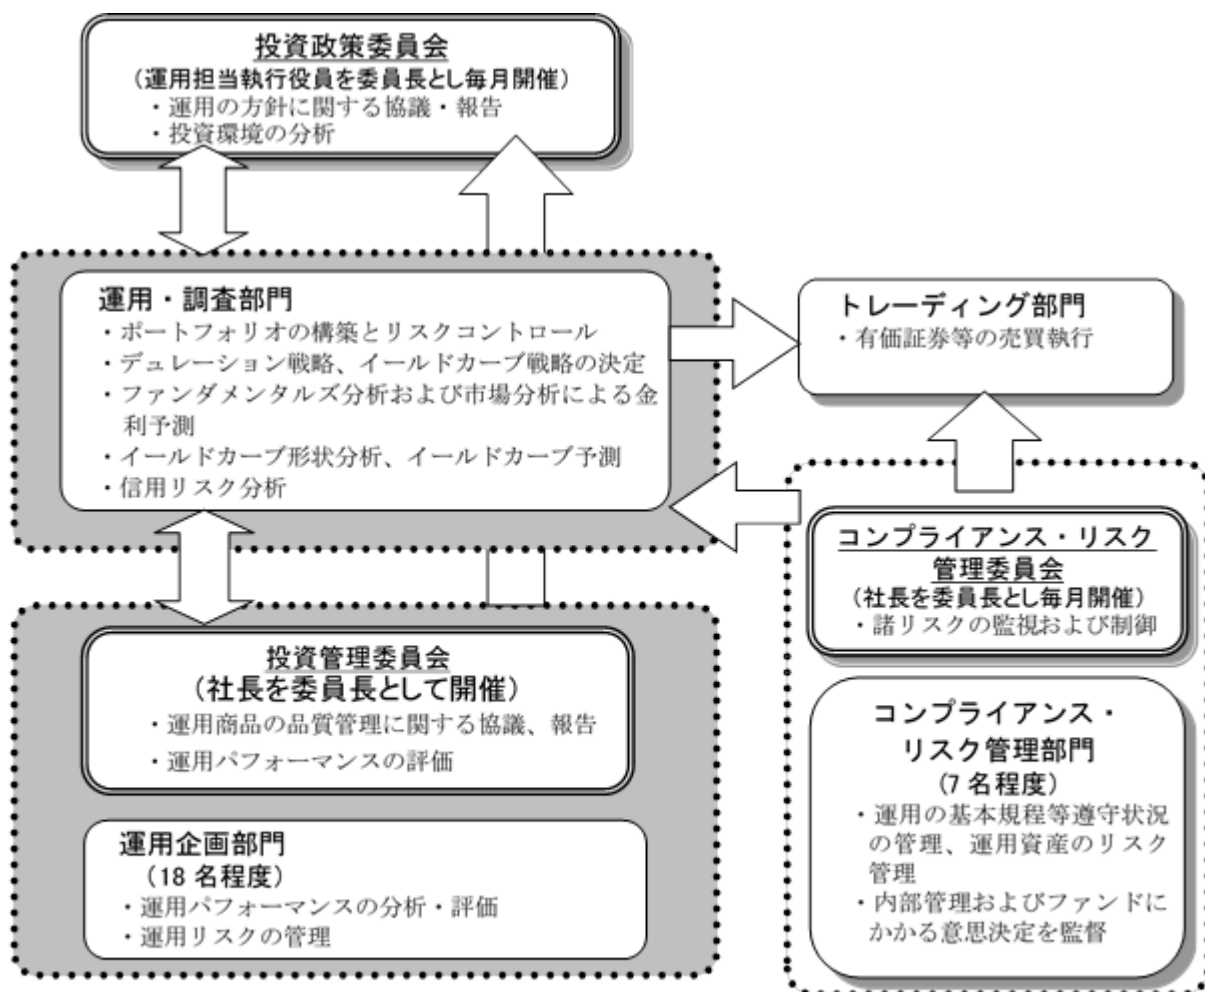 投資政策委員会
(運用担当執行役員を委員長とし毎月開催)
・運用の方針に関する協議・報告
・投資環境の分析
運用・調査部門
・ポートフォリオの構築とリスクコントロール
・デュレーション戦略、イールドカーブ戦略の決定
・ファンダメンタルズ分析および市場分析による金
利予測
・イールドカーブ形状分析、イールドカーブ予測
・信用リスク分析
トレーディング部門
・有価証券等の売買執行
コンプライアンス・リスク
管理委員会
(社長を委員長とし毎月開催)
・諸リスクの監視および制御
投資管理委員会
(社長を委員長として開催)
・運用商品の品質管理に関する協議、報告
・運用パフォーマンスの評価
運用企画部門
(18 名程度)
・運用パフォーマンスの分析・評価
・運用リスクの管理
コンプライアンス・
リスク管理部門
(7 名程度)
・運用の基本規程等遵守状況
の管理、運用資産のリスク
管理
・内部管理およびファンドに
かかる意思決定を監督